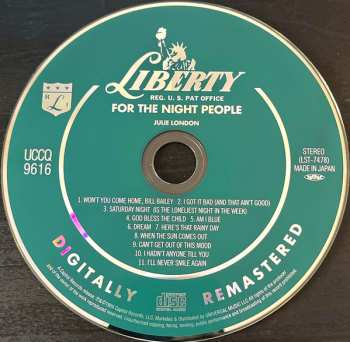 LIBERTY
REG. U. S. PAT OFFICE
FOR THE NIGHT PEOPLE
JULIE LONDON
UCCQ
9616
STEREO
(LST-7478)
MADE IN JAPAN
1. WON'T YOU COME HOME, BILL BAILEY 2. I GOT IT BAD (AND THAT AIN'T GOOD)
3. SATURDAY NIGHT (IS THE LONELIEST NIGHT IN THE WEEK)
4. GOD BLESS THE CHILD 5. AM I BLUE
6. DREAM 7. HERE'S THAT RAINY DAY
8. WHEN THE SUN COMES OUT
9. CAN'T GET OUT OF THIS MOOD
10. I HADN'T ANYONE TILL YOU
11. I'LL NEVER SMILE AGAIN
DIGITALLY REMASTERED
COMPACT
disc
DIGITAL AUDIO